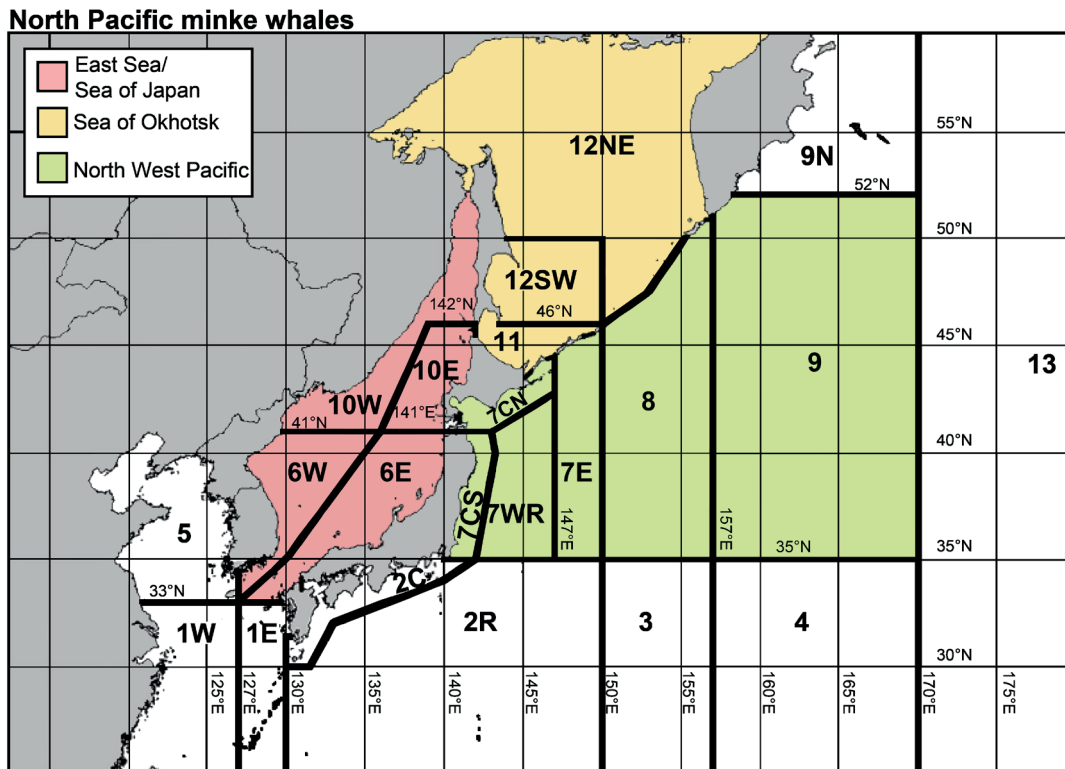 North Pacific minke whales
East Sea/
Sea of Japan
Sea of Okhotsk
North West Pacific
12NE
55°N
9N
52°N
50°N
12SW
142°N
46°N
11
45°N
10E
9
13
10W
141°E
7CN
8
41°N
40°N
6W
6E
7E
7CS
7WR
5
147°E
157°E
35°N
35°N
2C
33°N
1W
1E
2R
3
4
30°N
125°E
127°E
130°E
135°E
140°E
145°E
150°E
155°E
160°E
165°E
170°E
175°E